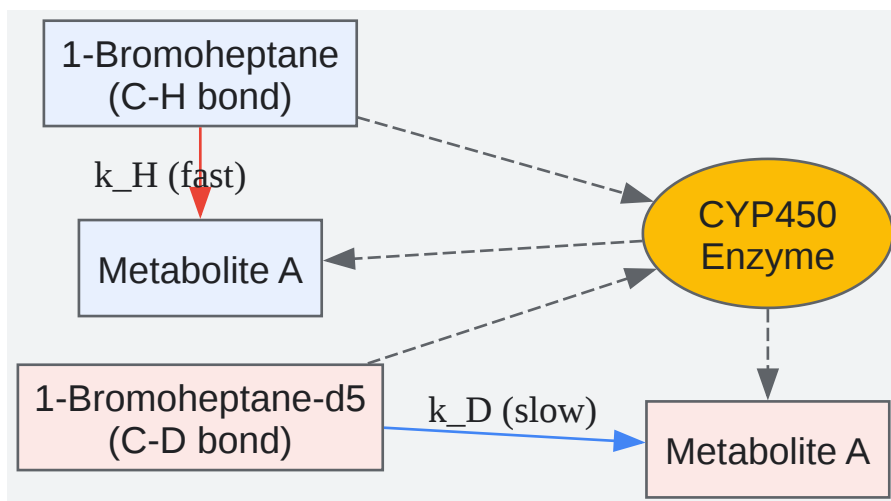 1-Bromoheptane
(C-H bond)
k_H (fast)
CYP450
Enzyme
Metabolite A
1-Bromoheptane-d5
(C-D bond)
k_D (slow)
Metabolite A